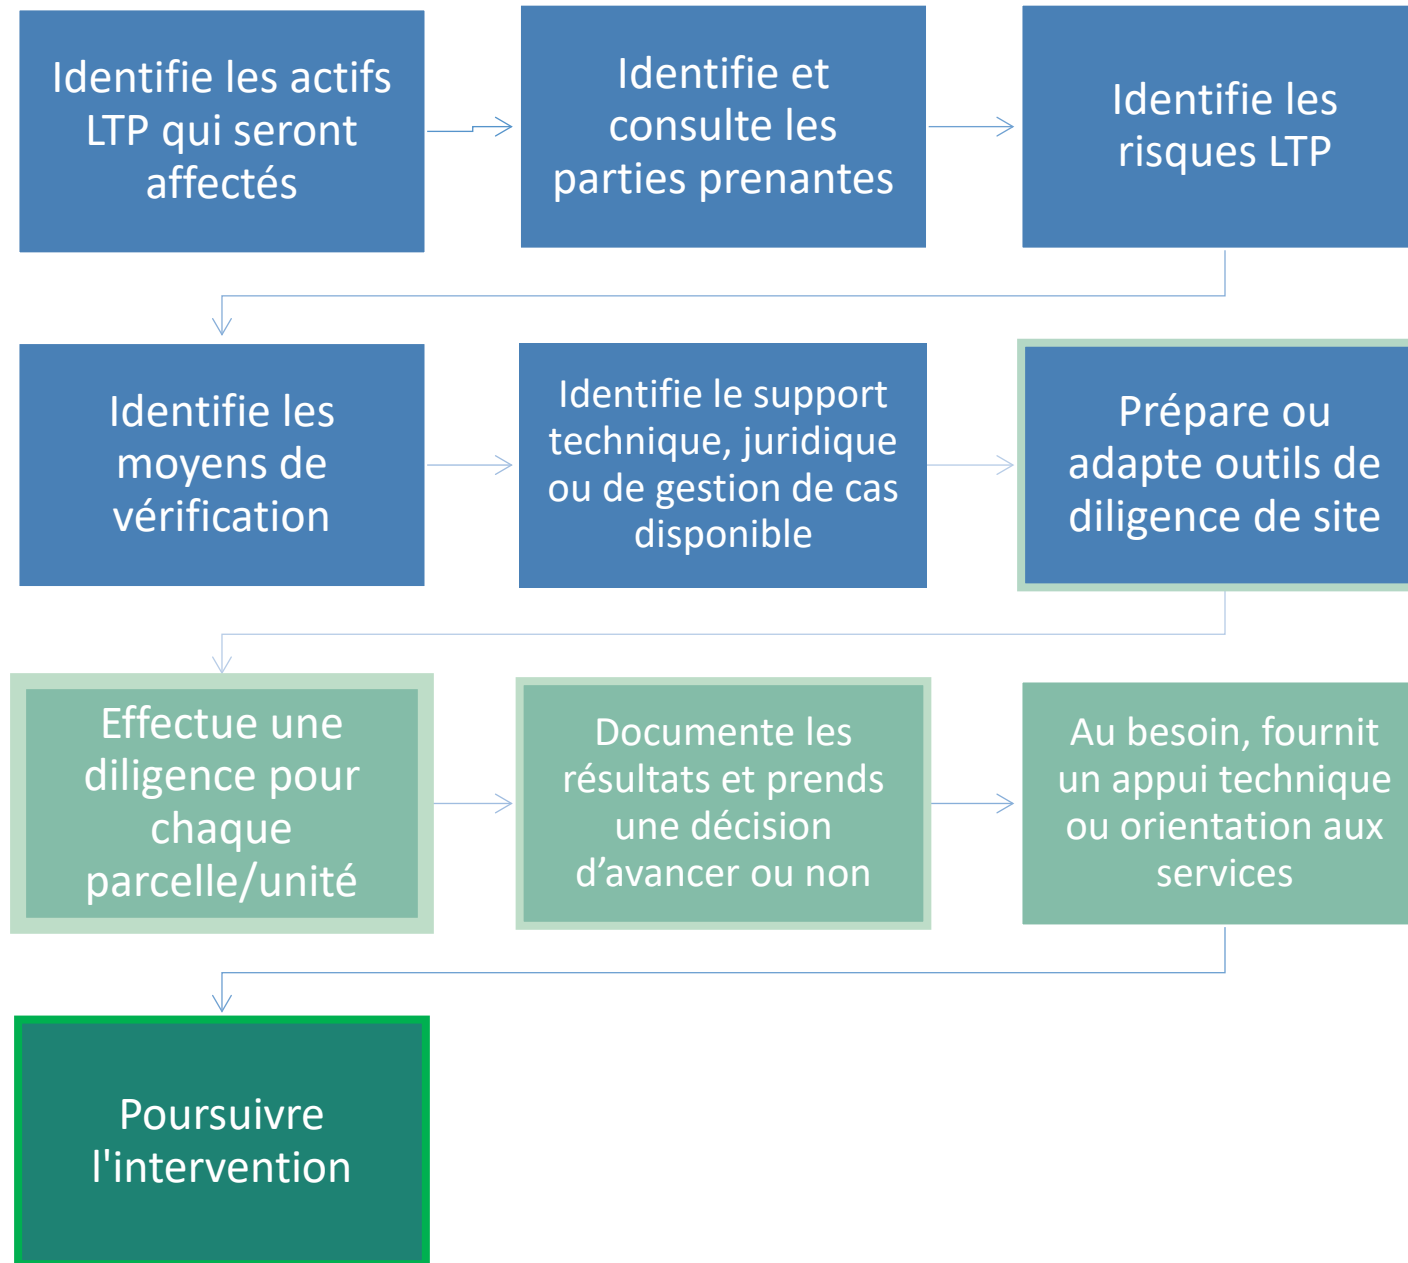 Identifie les actifs
LTP qui seront
affectés
Identifie et
consulte les
parties prenantes
Identifie les
risques LTP
Identifie les
moyens de
vérification
Identifie le support
technique, juridique
ou de gestion de cas
disponible
Prépare ou
adapte outils de
diligence de site
Effectue une
diligence pour
chaque
parcelle/unité
Documente les
résultats et prends
une décision
d’avancer ou non
Au besoin, fournit
un appui technique
ou orientation aux
services
Poursuivre
l'intervention